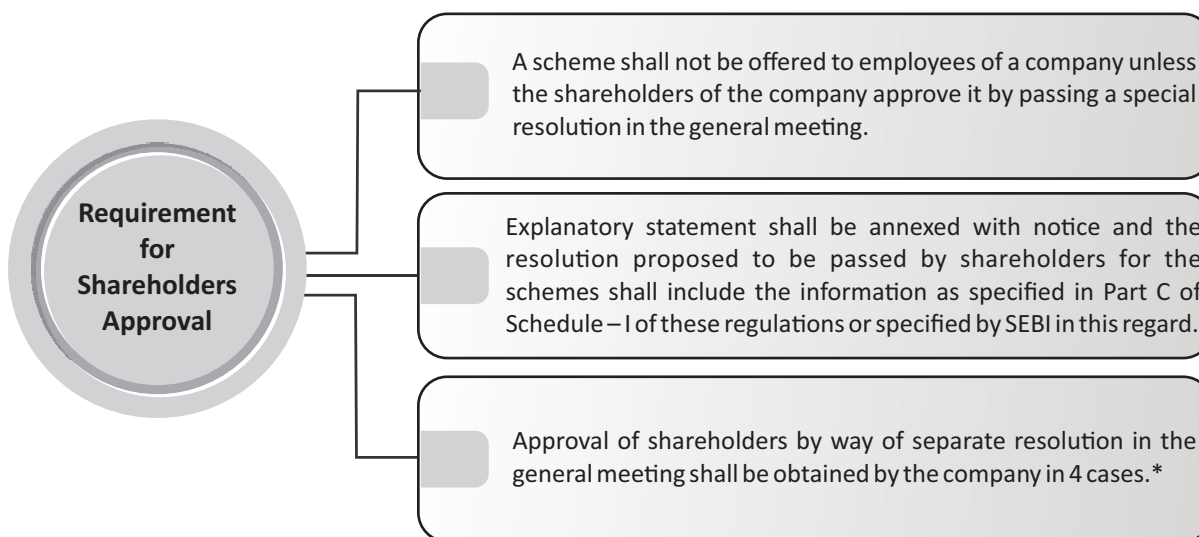 Requirement
for
Shareholders
Approval
A scheme shall not be offered to employees of a company unless
the shareholders of the company approve it by passing a special
resolution in the general meeting.
Explanatory statement shall be annexed with notice and the
resolution proposed to be passed by shareholders for the
schemes shall include the information as specified in Part C of
Schedule – I of these regulations or specified by SEBI in this regard.
Approval of shareholders by way of separate resolution in the
general meeting shall be obtained by the company in 4 cases.*